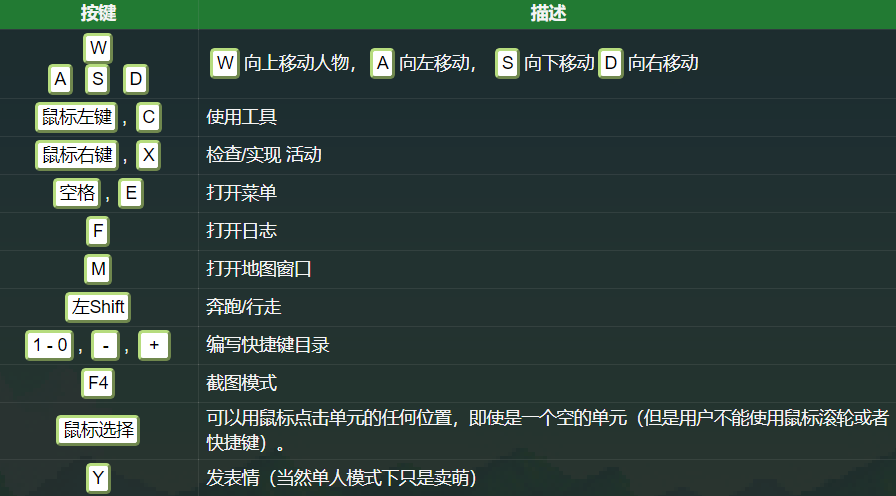 按键 描述
W
A S D
W 向上移动人物， A 向左移动， S 向下移动 D 向右移动
鼠标左键 , C 使用工具
鼠标右键 , X 检查/实现 活动
空格 , E 打开菜单
F 打开日志
M 打开地图窗口
左Shift 奔跑/行走
1 - 0 , - , + 编写快捷键目录
F4 截图模式
鼠标选择 可以用鼠标点击单元的任何位置，即使是一个空的单元（但是用户不能使用鼠标滚轮或者
快捷键）。
Y 发表情（当然单人模式下只是卖萌）